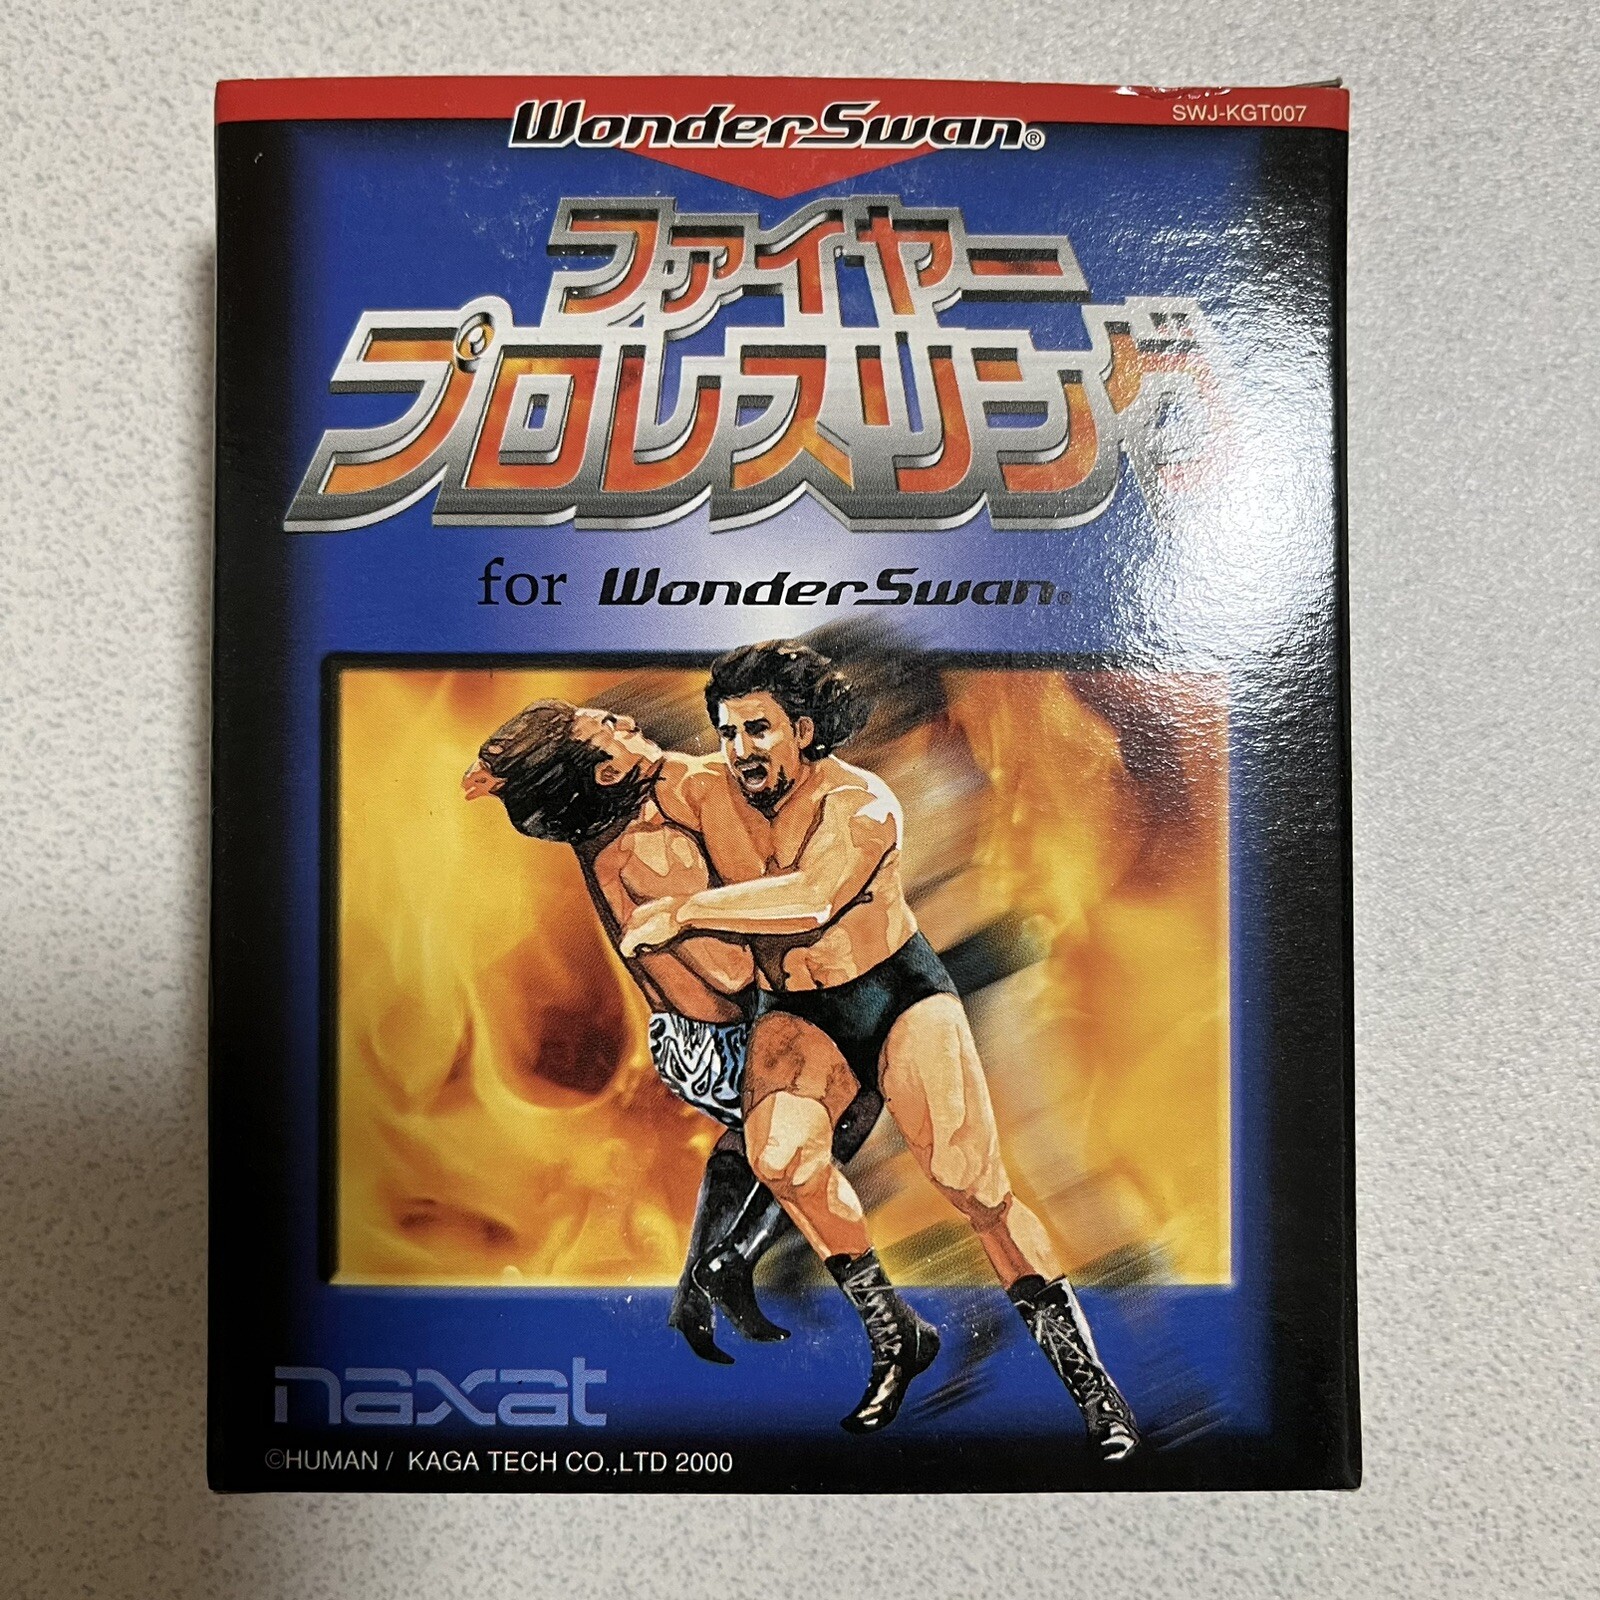 WonderSwan®
SWJ-KGT007
ファイヤー
プロレスリング
for WonderSwan®
naxat
©HUMAN / KAGA TECH CO.,LTD 2000